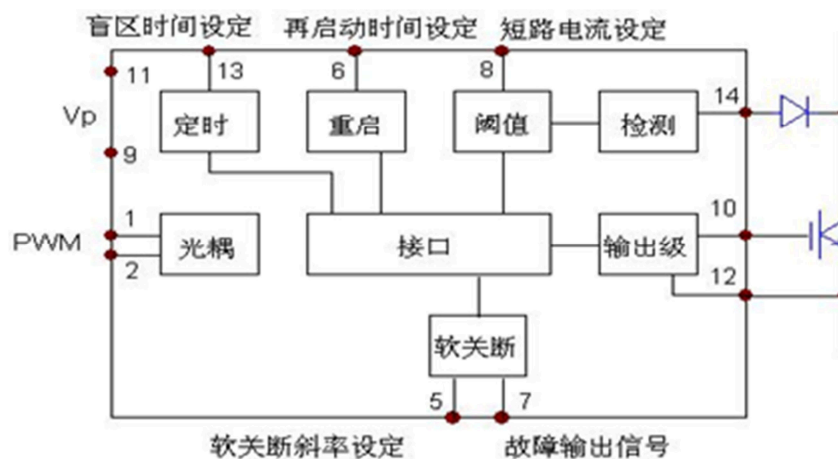 盲区时间设定 再启动时间设定 短路电流设定
11 13 6 8 14
Vp 定时 重启 阈值 检测
9
1 10
PWM 光耦 接口 输出级
2 12
软关断
5 7
软关断斜率设定 故障输出信号